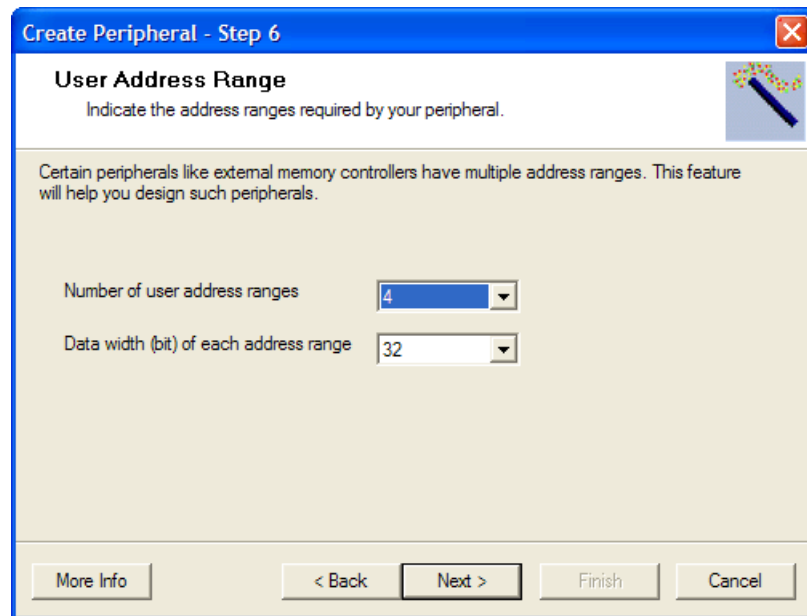 Create Peripheral - Step 6
User Address Range
Indicate the address ranges required by your peripheral.
Certain peripherals like external memory controllers have multiple address ranges. This feature
will help you design such peripherals.
Number of user address ranges
4
Data width (bit) of each address range
32
More Info
< Back
Next >
Finish
Cancel